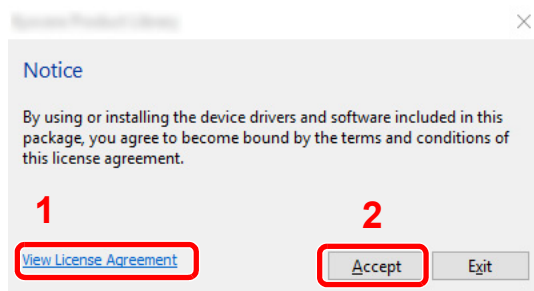 Notice
By using or installing the device drivers and software included in this
package, you agree to become bound by the terms and conditions of
this license agreement.
1
2
View License Agreement
Accept
Exit